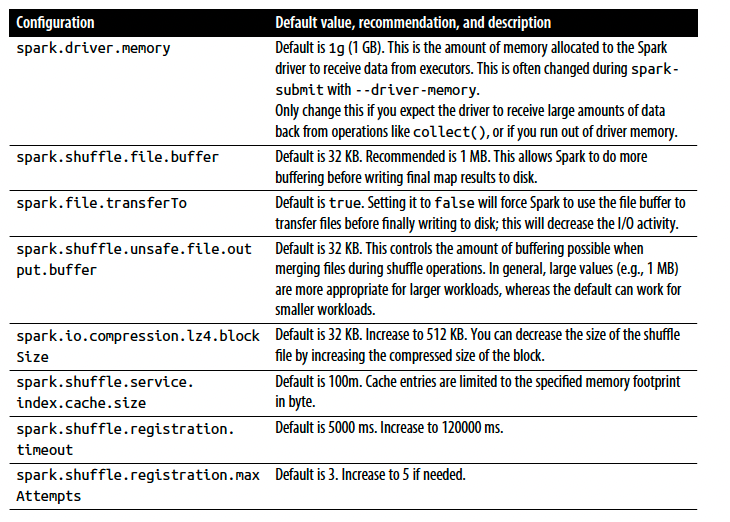 Configuration Default value, recommendation, and description
spark.driver.memory Default is 1g (1 GB). This is the amount of memory allocated to the Spark
driver to receive data from executors. This is often changed during spark-
submit with --driver-memory.
Only change this if you expect the driver to receive large amounts of data
back from operations like collect(), or if you run out of driver memory.
spark.shuffle.file.buffer Default is 32 KB. Recommended is 1 MB. This allows Spark to do more
buffering before writing final map results to disk.
spark.file.transferTo Default is true. Setting it to false will force Spark to use the file buffer to
transfer files before finally writing to disk; this will decrease the I/O activity.
spark.shuffle.unsafe.file.out Default is 32 KB. This controls the amount of buffering possible when
put.buffer merging files during shuffle operations. In general, large values (e.g., 1 MB)
are more appropriate for larger workloads, whereas the default can work for
smaller workloads.
spark.io.compression.lz4.block Default is 32 KB. Increase to 512 KB. You can decrease the size of the shuffle
Size file by increasing the compressed size of the block.
spark.shuffle.service. Default is 100m. Cache entries are limited to the specified memory footprint
index.cache.size in byte.
spark.shuffle.registration. Default is 5000 ms. Increase to 120000 ms.
timeout
spark.shuffle.registration.max Default is 3. Increase to 5 if needed.
Attempts